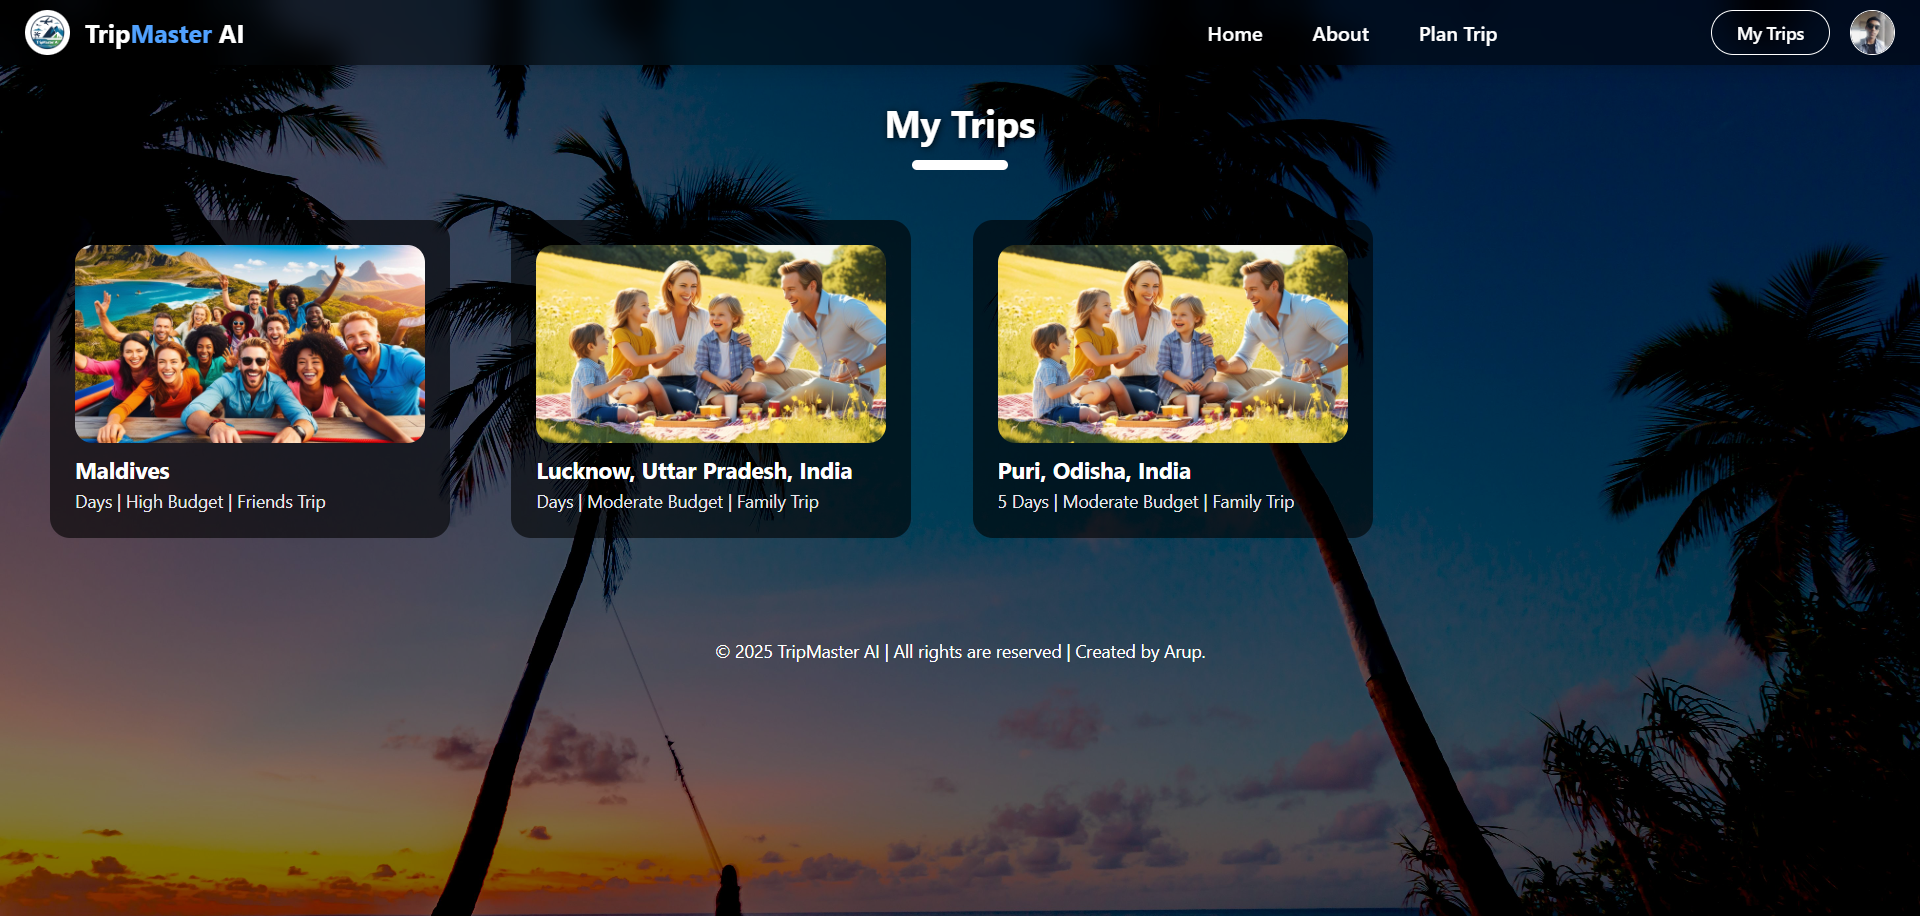 TripMaster AI
Home
About
Plan Trip
My Trips
My Trips
Maldives
Days | High Budget | Friends Trip
Lucknow, Uttar Pradesh, India
Days | Moderate Budget | Family Trip
Puri, Odisha, India
5 Days | Moderate Budget | Family Trip
© 2025 TripMaster AI | All rights are reserved | Created by Arup.